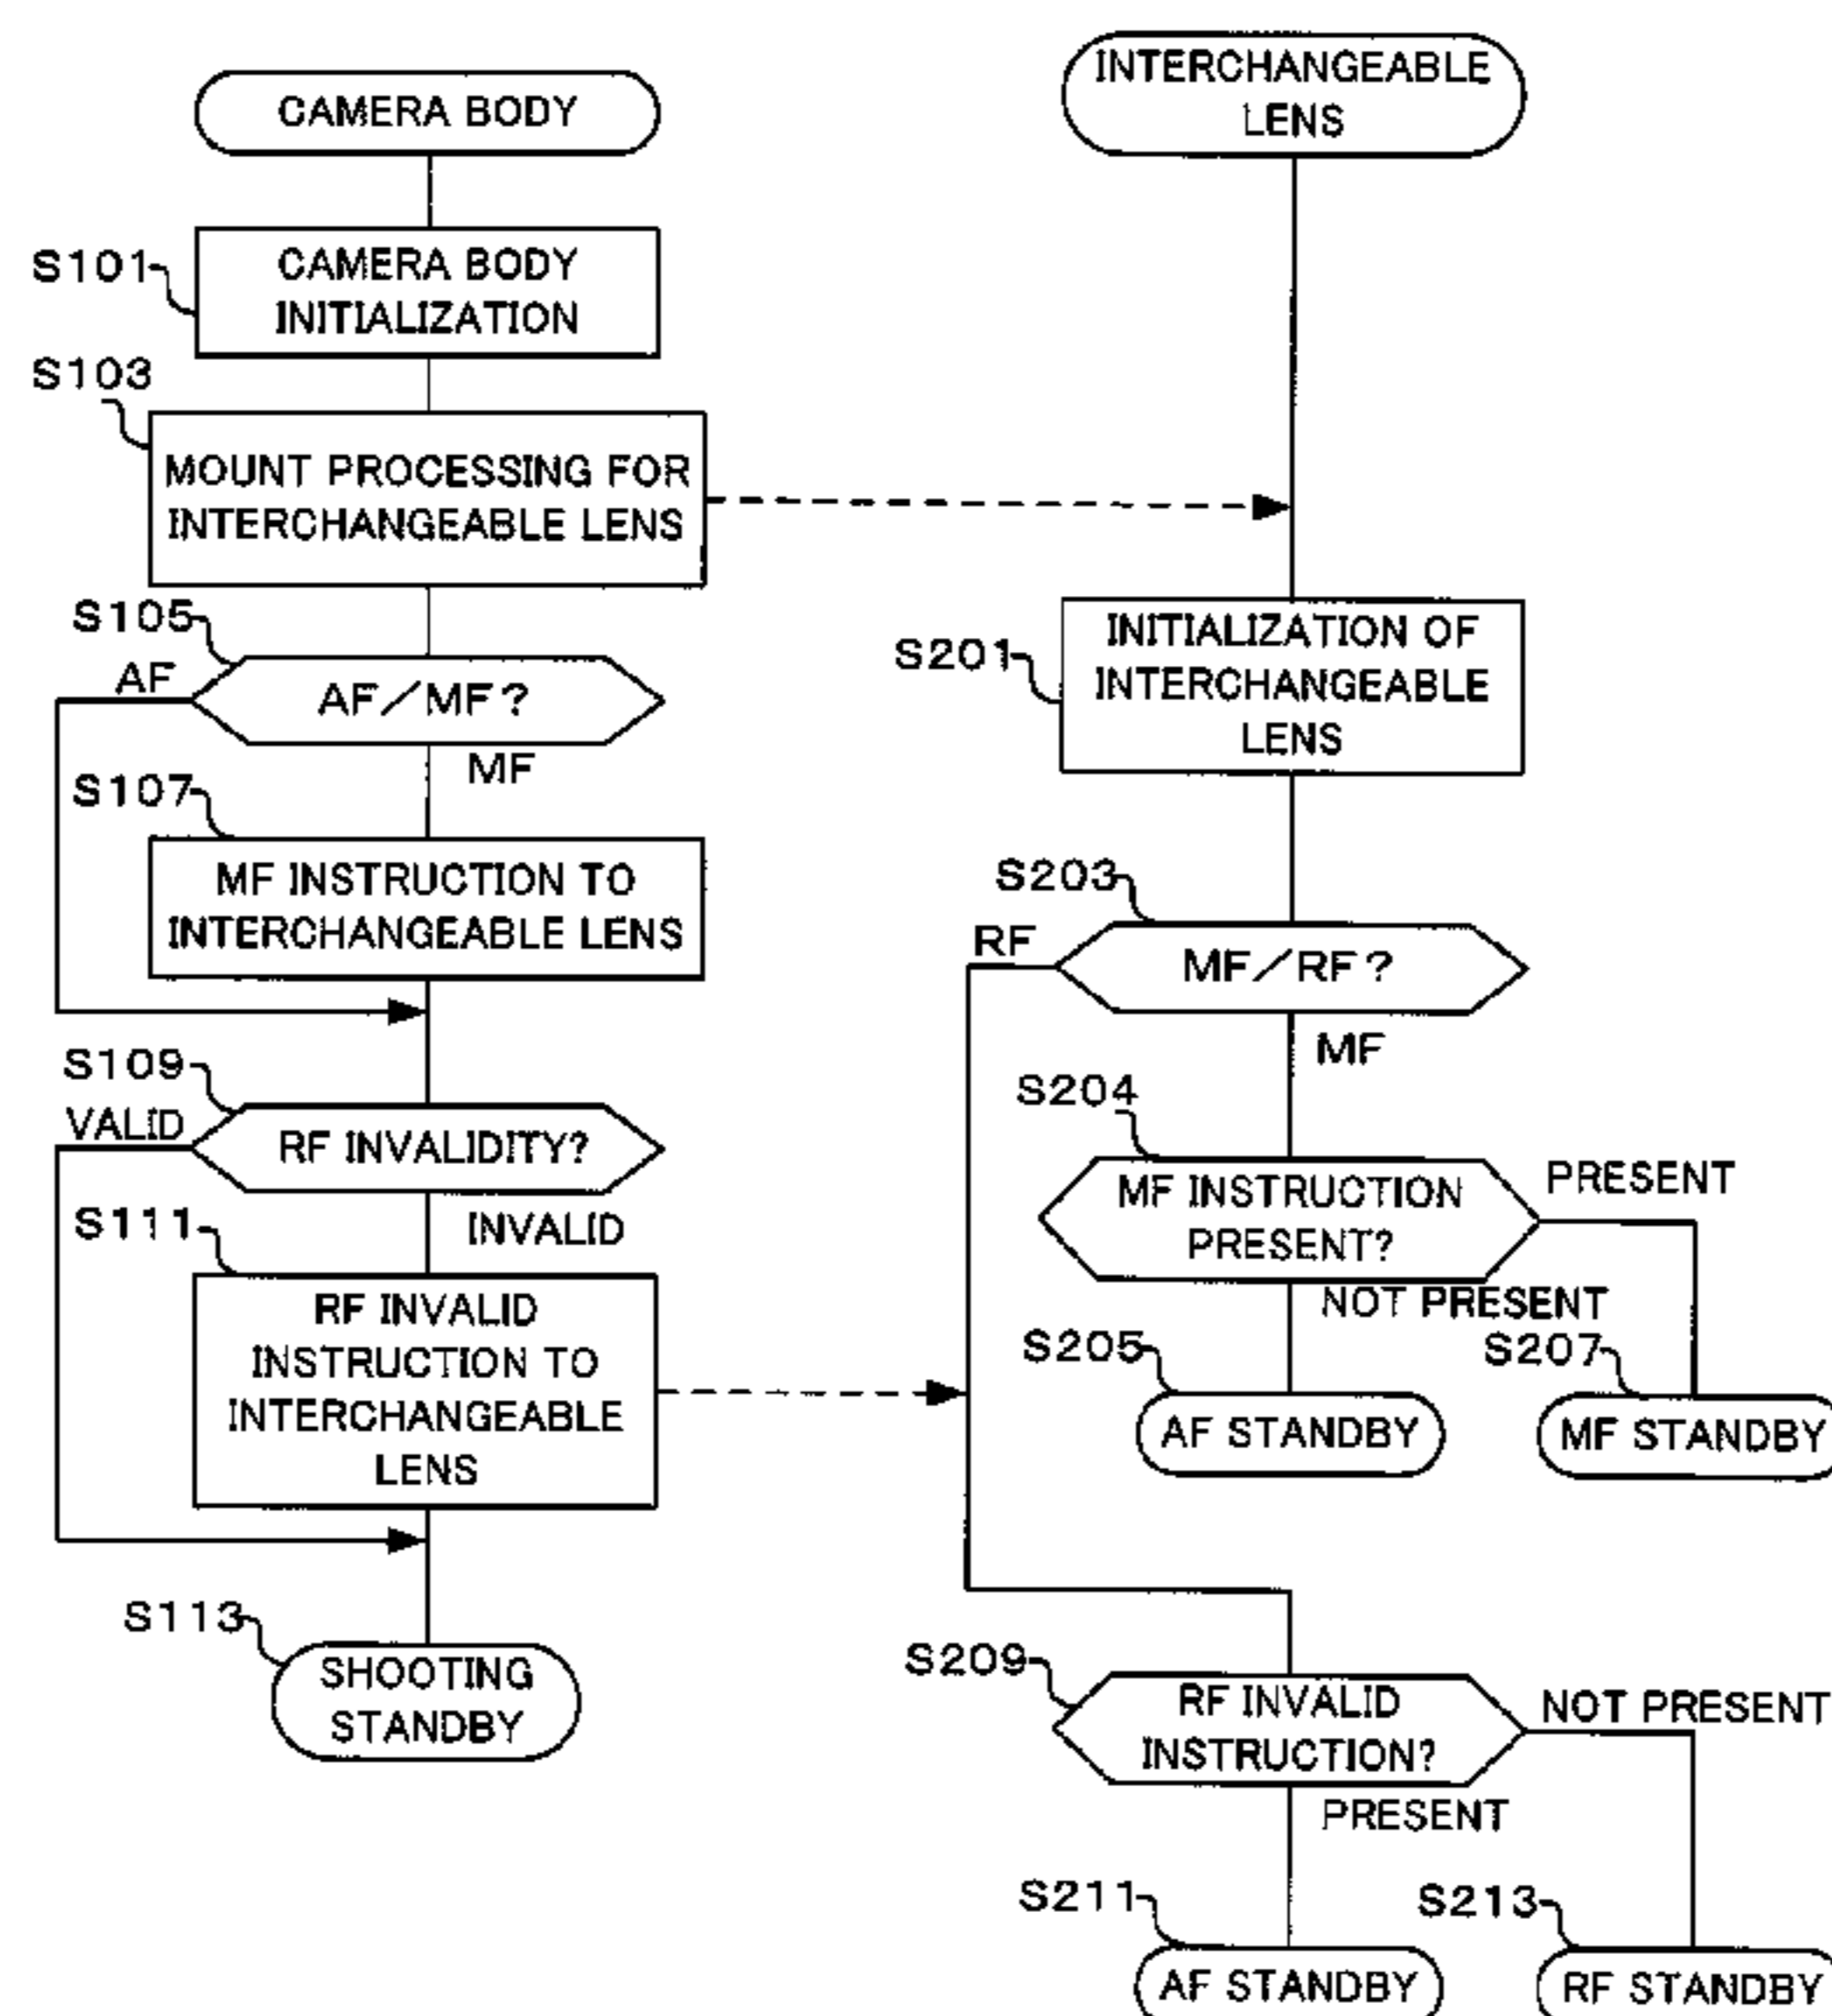 CAMERA BODY
S101
CAMERA BODY
INITIALIZATION
S103
MOUNT PROCESSING FOR
INTERCHANGEABLE LENS
S105
AF
AF/MF?
MF
S107
MF INSTRUCTION TO
INTERCHANGEABLE LENS
S109
VALID
RF INVALIDITY?
INVALID
S111
RF INVALID
INSTRUCTION TO
INTERCHANGEABLE
LENS
S113
SHOOTING
STANDBY
INTERCHANGEABLE
LENS
S201
INITIALIZATION OF
INTERCHANGEABLE
LENS
S203
RF
MF/RF?
MF
S204
MF INSTRUCTION
PRESENT?
PRESENT
NOT PRESENT
S205
AF STANDBY
S207
MF STANDBY
S209
RF INVALID
INSTRUCTION?
NOT PRESENT
PRESENT
S211
AF STANDBY
S213
RF STANDBY